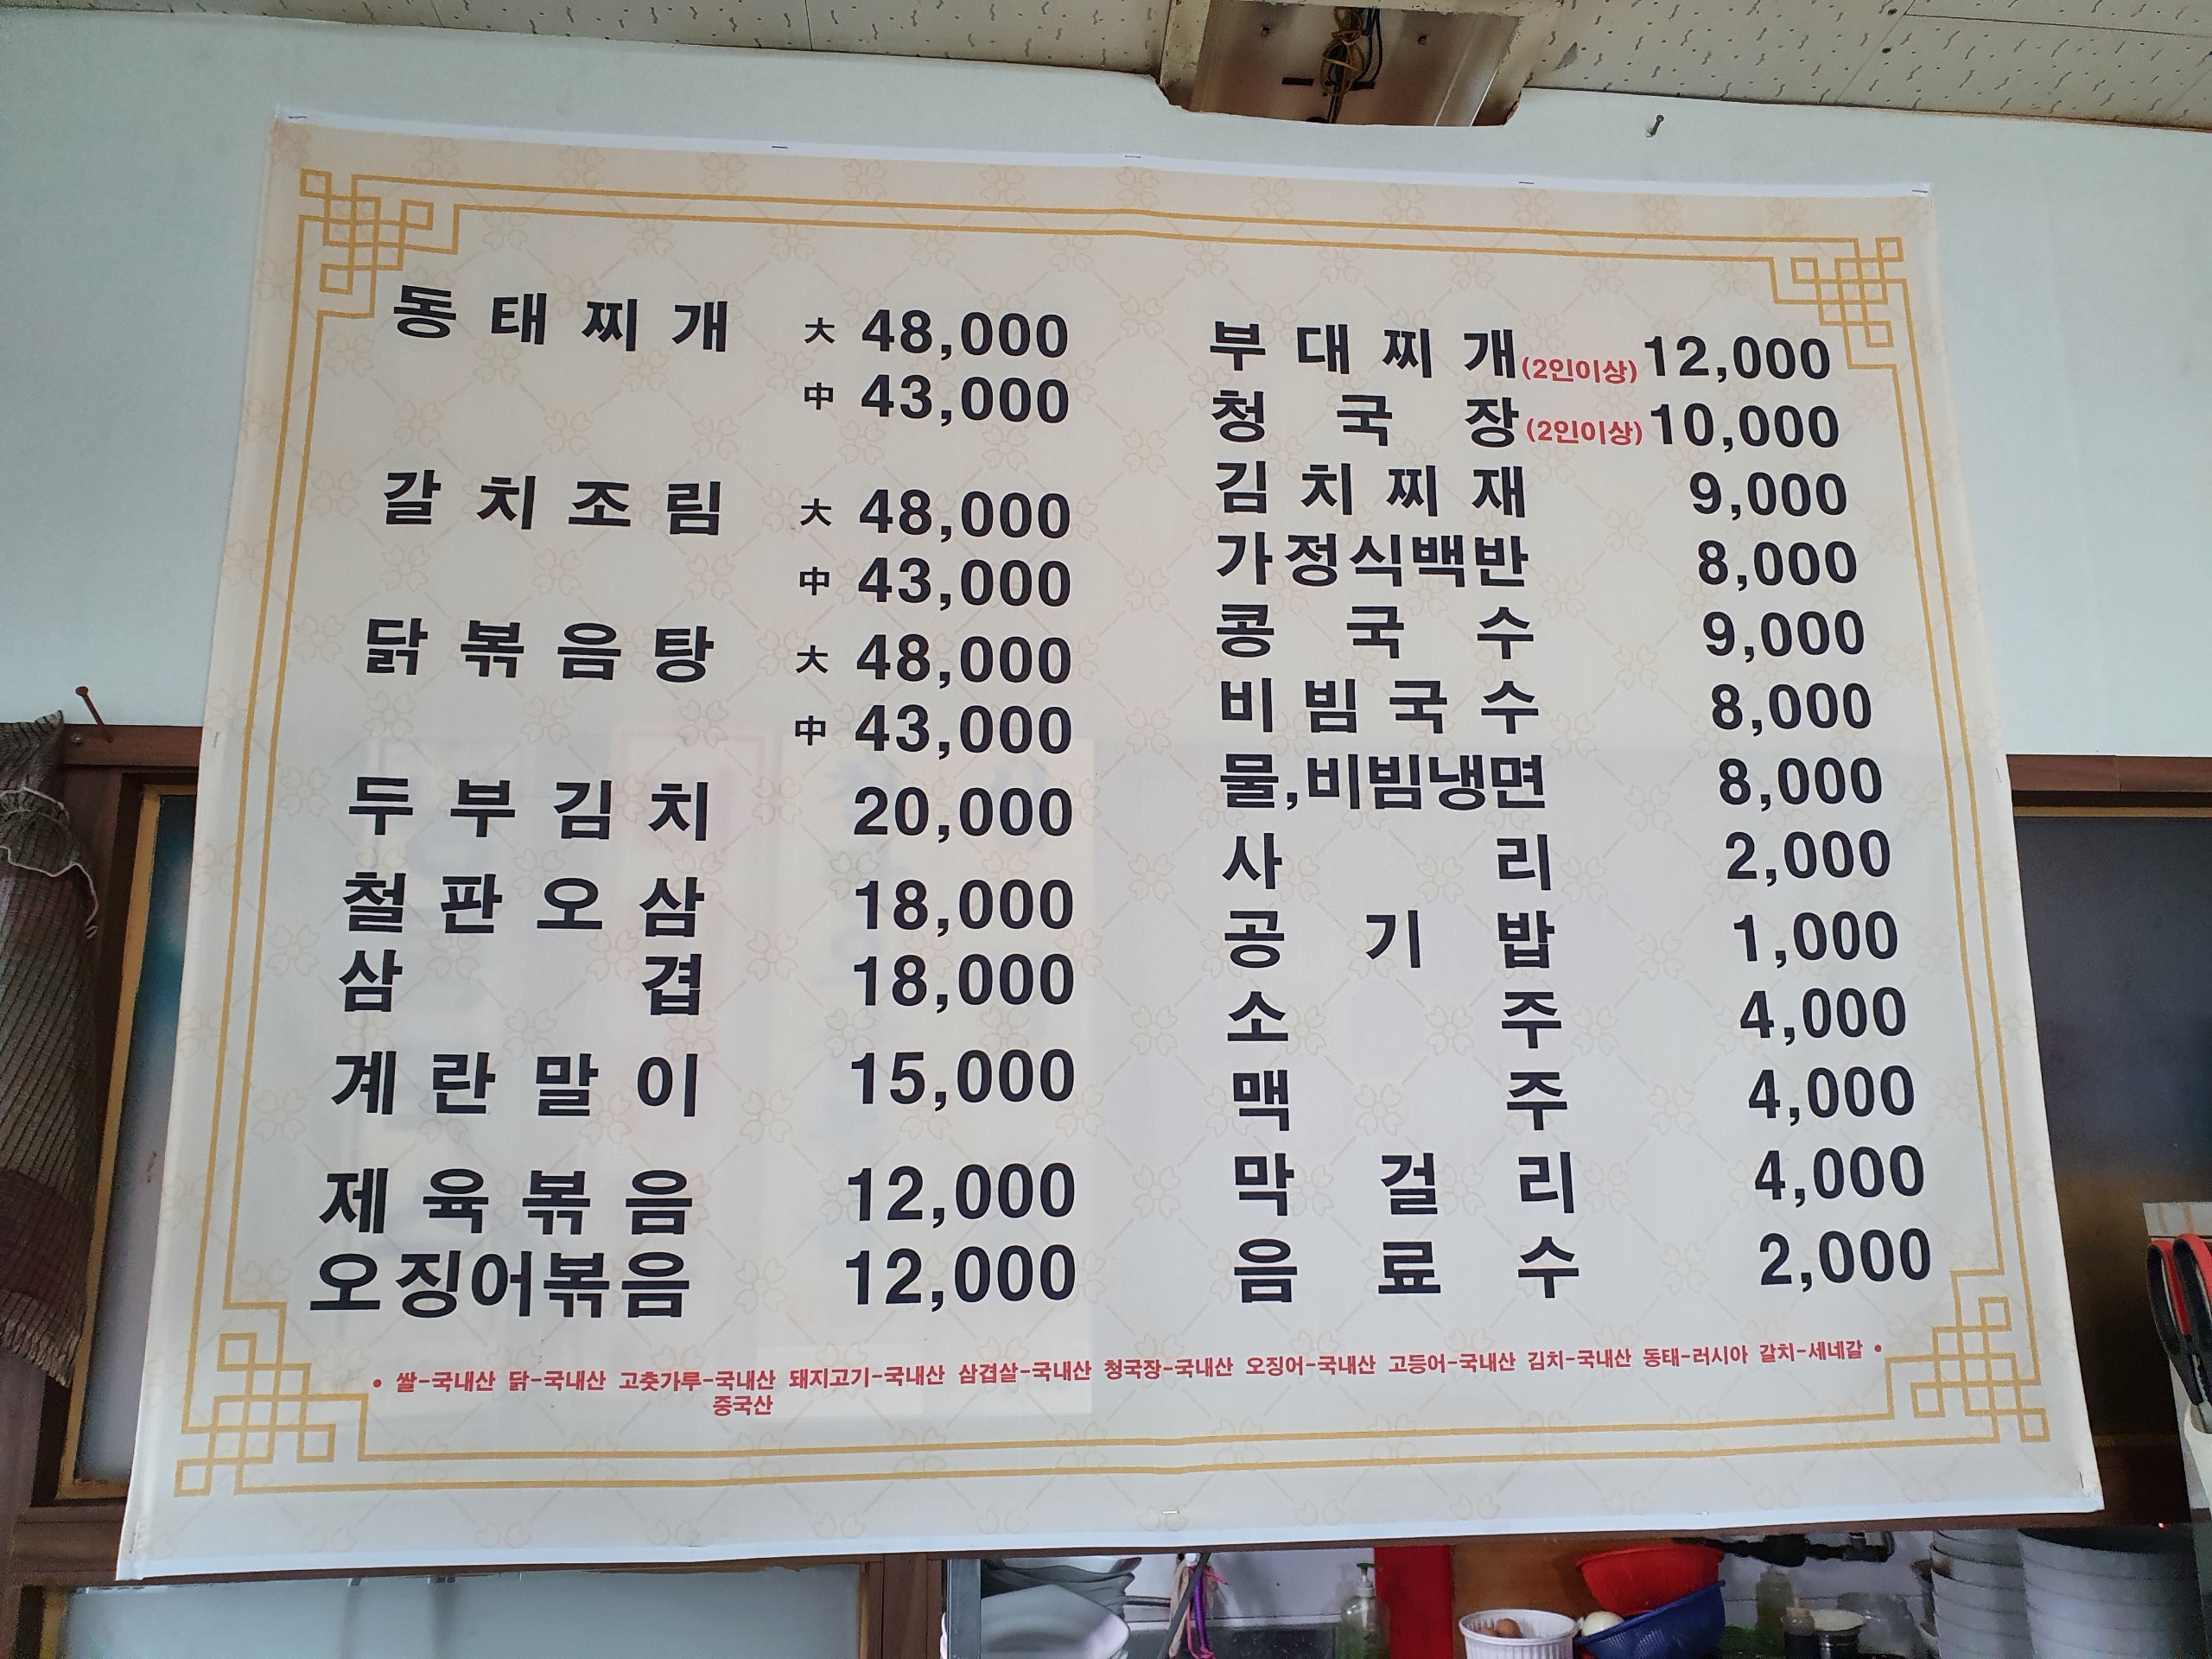 동태찌개 大 48,000
中 43,000
갈치조림 大 48,000
中 43,000
닭볶음탕 大 48,000
中 43,000
두부김치 20,000
철판오삼 18,000
삼겹 18,000
계란말이 15,000
제육볶음 12,000
오징어볶음 12,000
부대찌개(2인이상) 12,000
청국장(2인이상) 10,000
김치찌재 9,000
가정식백반 8,000
콩국수 9,000
비빔국수 8,000
물,비빔냉면 8,000
사리 2,000
공기밥 1,000
소주 4,000
맥주 4,000
막걸리 4,000
음료수 2,000
• 쌀-국내산 닭-국내산 고춧가루-국내산 돼지고기-국내산 삼겹살-국내산 청국장-국내산 오징어-국내산 고등어-국내산 김치-국내산 동태-러시아 갈치-세네갈 •
중국산